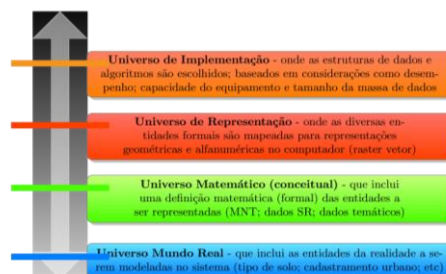 Universo de Implementação - onde as estruturas de dados e
algoritmos são escolhidos; baseados em considerações como desem-
penho; capacidade do equipamento e tamanho da massa de dados
Universo de Representação - onde as diversas en-
tidades formais são mapeadas para representações
geométricas e alfanuméricas no computador (raster vetor)
Universo Matemático (conceitual) - que inclui
uma definição matemática (formal) das entidades a
ser representadas (MNT; dados SR; dados temáticos)
Universo Mundo Real - que inclui as entidades da realidade a se-
rem modeladas no sistema (tipo de solo; cadastramento urbano; etc)